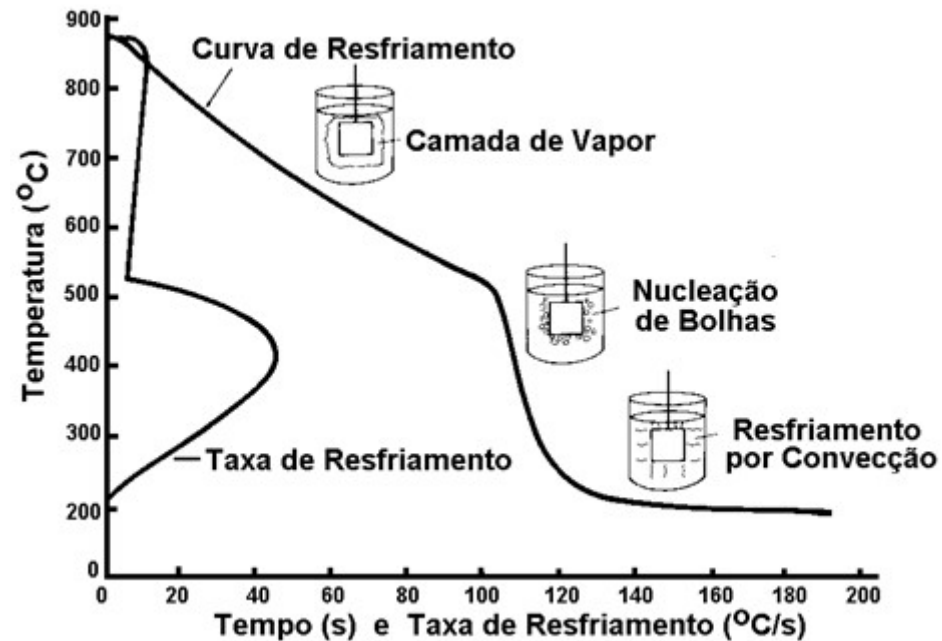 900
800
700
600
500
400
300
200
0
Temperatura (ºC)
Curva de Resfriamento
Camada de Vapor
Nucleação
de Bolhas
Resfriamento
por Convecção
Taxa de Resfriamento
0 20 40 60 80 100 120 140 160 180 200
Tempo (s) e Taxa de Resfriamento (ºC/s)